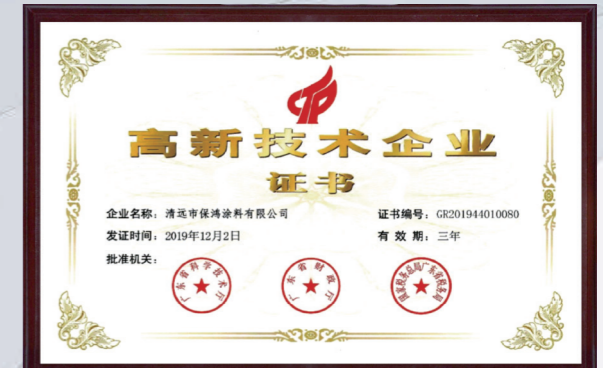 高新技术企业
证书
企业名称：清远市保鸿涂料有限公司
证书编号：GR201944010080
发证时间：2019年12月2日
有 效 期：三年
批准机关：
广东省科学技术厅
广东省财政厅
国家税务总局广东省税务局